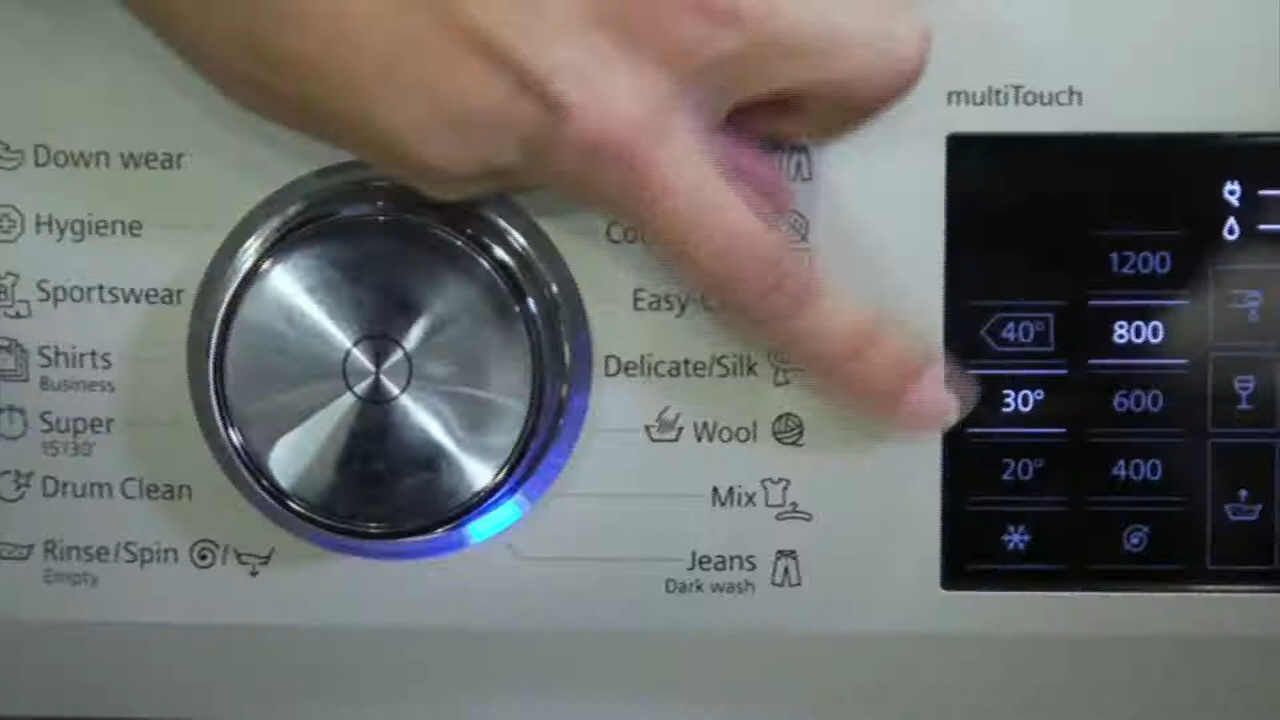 multiTouch
Down wear
Hygiene
Sportswear
Shirts
Business
Super
15'/30'
Drum Clean
Rinse/Spin
Empty
Delicate/Silk
Wool
Mix
Jeans
Dark wash
1200
40°
800
30°
600
20°
400